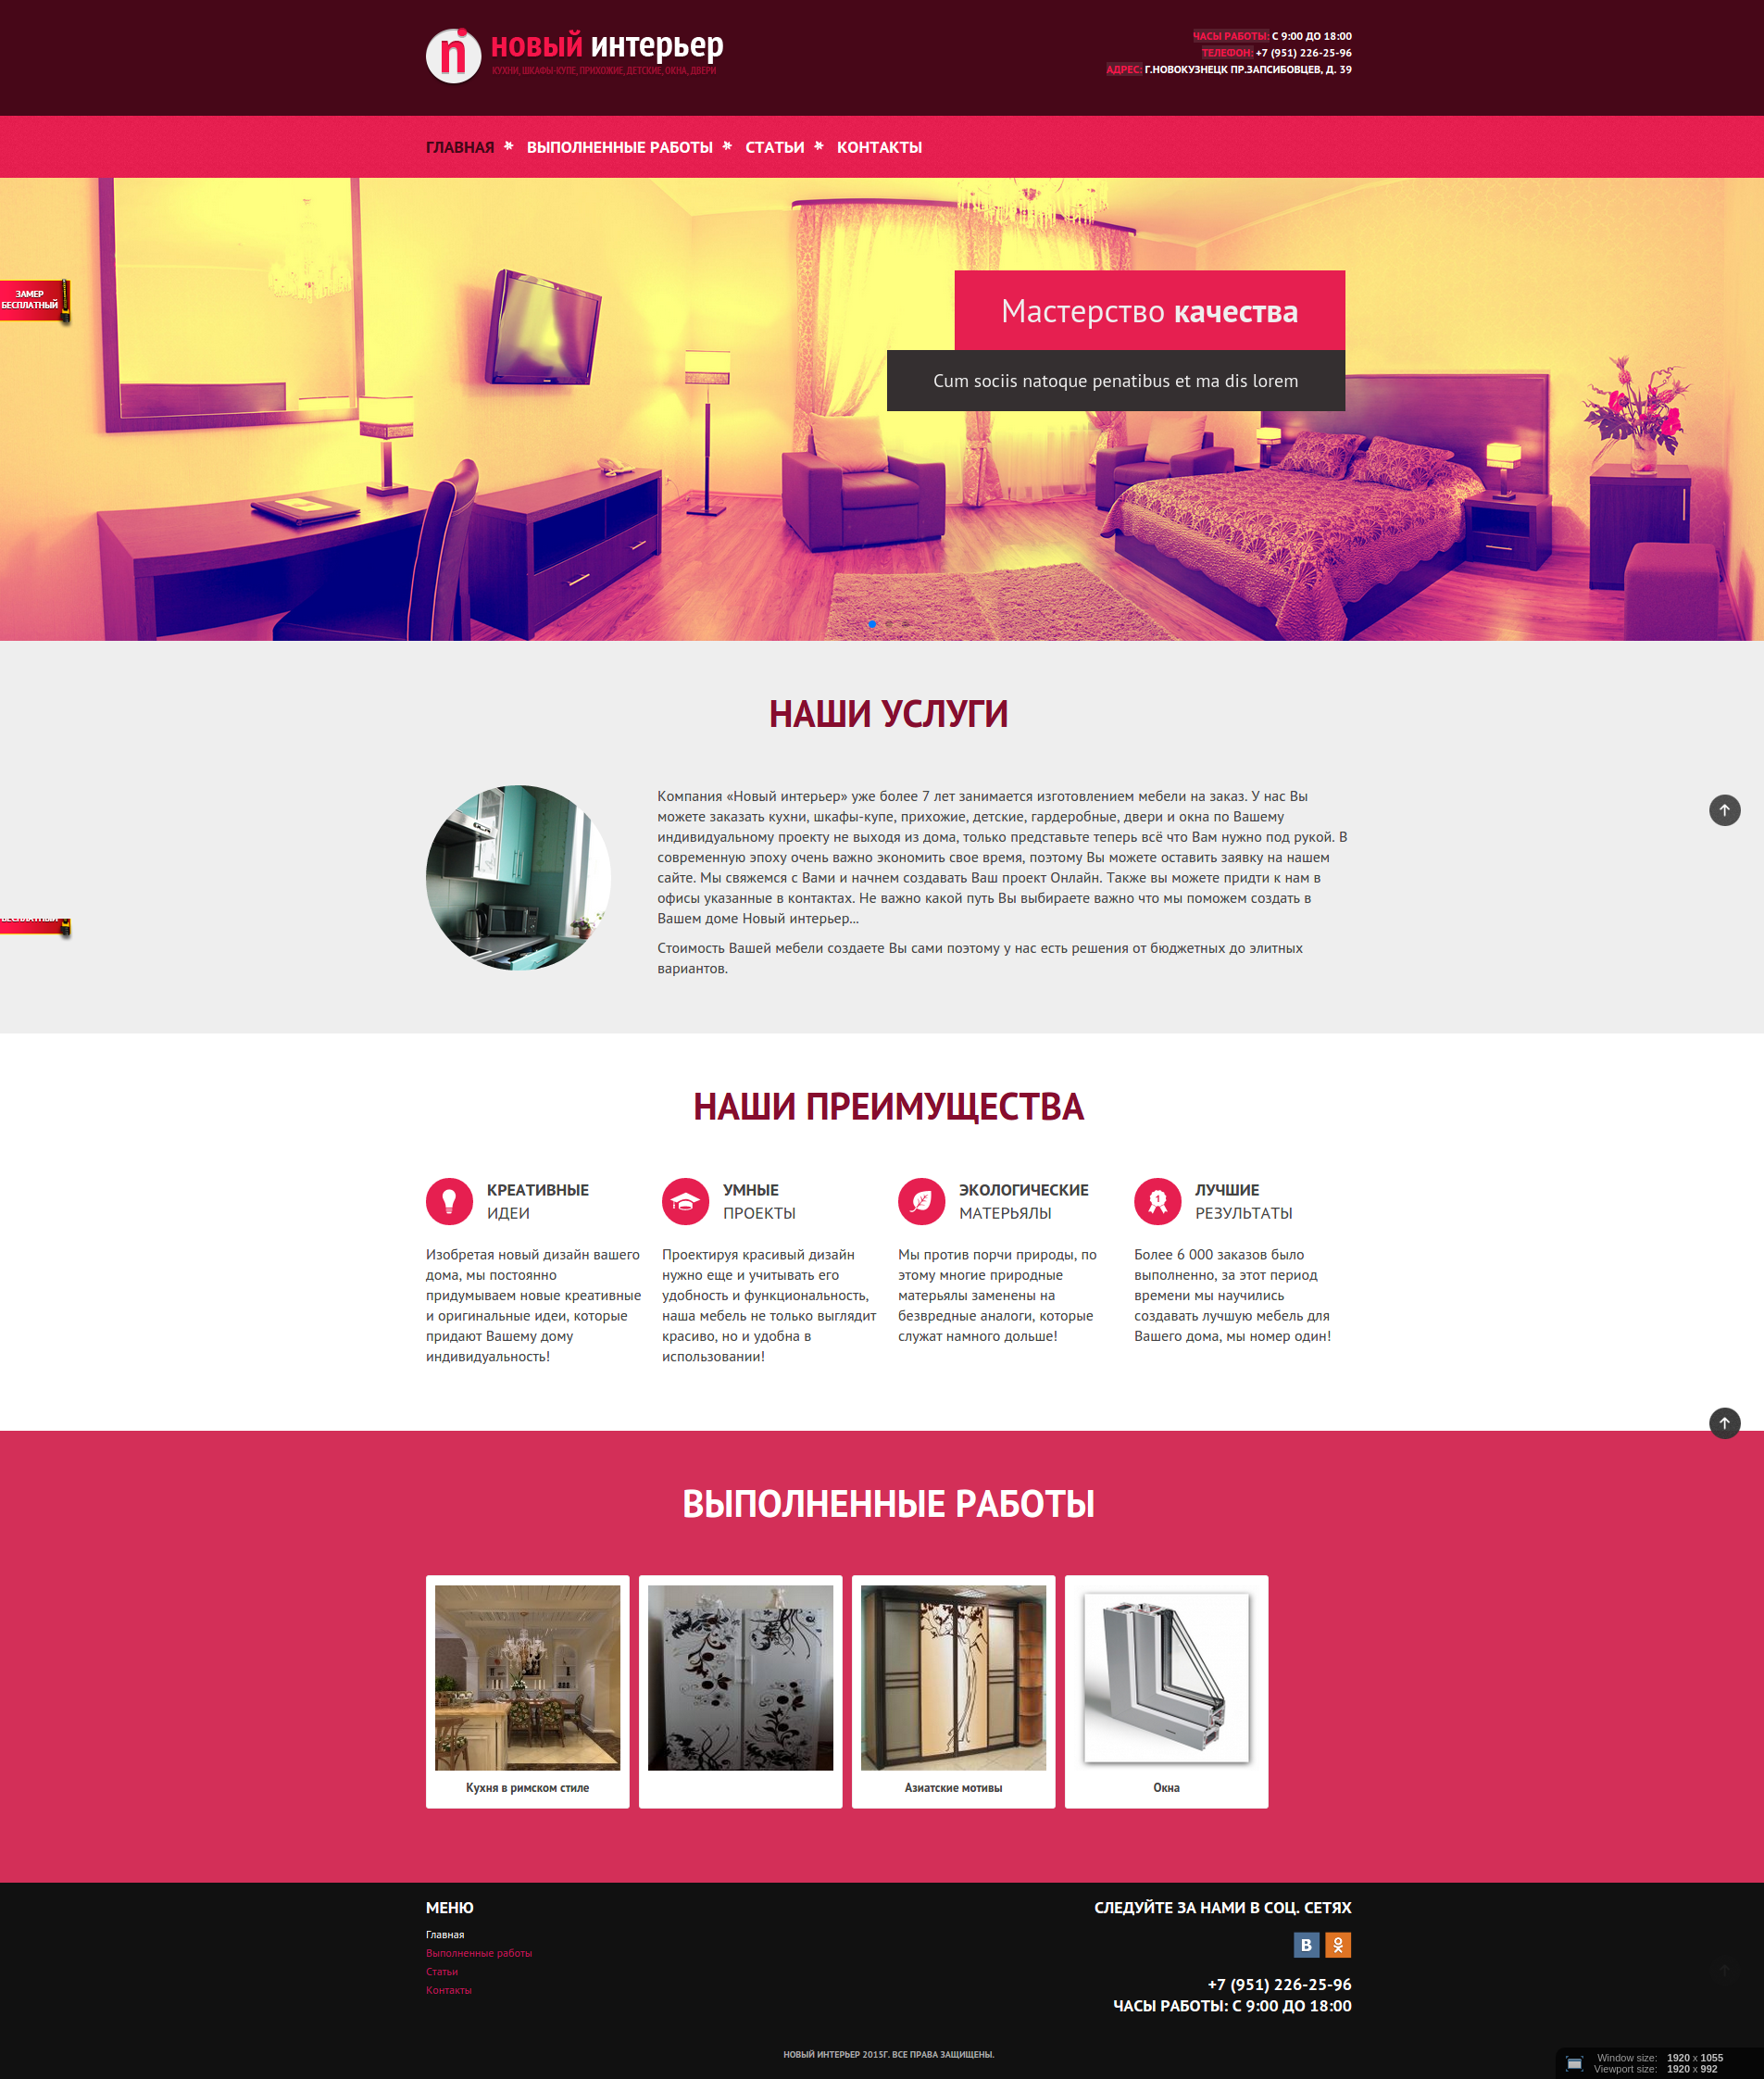 новый интерьер
КУХНИ, ШКАФЫ-КУПЕ, ПРИХОЖИЕ, ДЕТСКИЕ, ОКНА, ДВЕРИ
ЧАСЫ РАБОТЫ: С 9:00 ДО 18:00
ТЕЛЕФОН: +7 (951) 226-25-96
АДРЕС: Г.НОВОКУЗНЕЦК ПР.ЗАПСИБОВЦЕВ, Д. 39
ГЛАВНАЯ * ВЫПОЛНЕННЫЕ РАБОТЫ * СТАТЬИ * КОНТАКТЫ
ЗАМЕР
БЕСПЛАТНЫЙ
Мастерство качества
Cum sociis natoque penatibus et ma dis lorem
НАШИ УСЛУГИ
Компания «Новый интерьер» уже более 7 лет занимается изготовлением мебели на заказ. У нас Вы
можете заказать кухни, шкафы-купе, прихожие, детские, гардеробные, двери и окна по Вашему
индивидуальному проекту не выходя из дома, только представьте теперь всё что Вам нужно под рукой. В
современную эпоху очень важно экономить свое время, поэтому Вы можете оставить заявку на нашем
сайте. Мы свяжемся с Вами и начнем создавать Ваш проект Онлайн. Также вы можете придти к нам в
офисы указанные в контактах. Не важно какой путь Вы выбираете важно что мы поможем создать в
Вашем доме Новый интерьер...
Стоимость Вашей мебели создаете Вы сами поэтому у нас есть решения от бюджетных до элитных
вариантов.
НАШИ ПРЕИМУЩЕСТВА
КРЕАТИВНЫЕ
ИДЕИ
Изобретая новый дизайн вашего
дома, мы постоянно
придумываем новые креативные
и оригинальные идеи, которые
придают Вашему дому
индивидуальность!
УМНЫЕ
ПРОЕКТЫ
Проектируя красивый дизайн
нужно еще и учитывать его
удобность и функциональность,
наша мебель не только выглядит
красиво, но и удобна в
использовании!
ЭКОЛОГИЧЕСКИЕ
МАТЕРЬЯЛЫ
Мы против порчи природы, по
этому многие природные
матерьялы заменены на
безвредные аналоги, которые
служат намного дольше!
ЛУЧШИЕ
РЕЗУЛЬТАТЫ
Более 6 000 заказов было
выполненно, за этот период
времени мы научились
создавать лучшую мебель для
Вашего дома, мы номер один!
ВЫПОЛНЕННЫЕ РАБОТЫ
Кухня в римском стиле
Азиатские мотивы
Окна
МЕНЮ
Главная
Выполненные работы
Статьи
Контакты
СЛЕДУЙТЕ ЗА НАМИ В СОЦ. СЕТЯХ
+7 (951) 226-25-96
ЧАСЫ РАБОТЫ: С 9:00 ДО 18:00
НОВЫЙ ИНТЕРЬЕР 2015Г. ВСЕ ПРАВА ЗАЩИЩЕНЫ.
Window size: 1920 x 1055
Viewport size: 1920 x 992